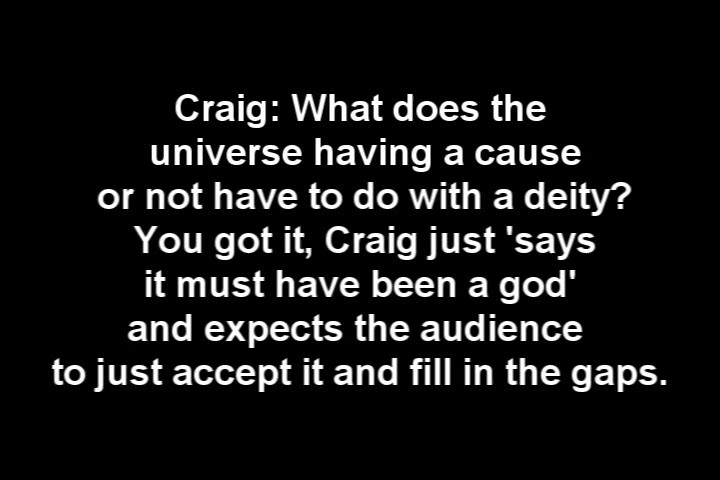 Craig: What does the
universe having a cause
or not have to do with a deity?
You got it, Craig just 'says
it must have been a god'
and expects the audience
to just accept it and fill in the gaps.